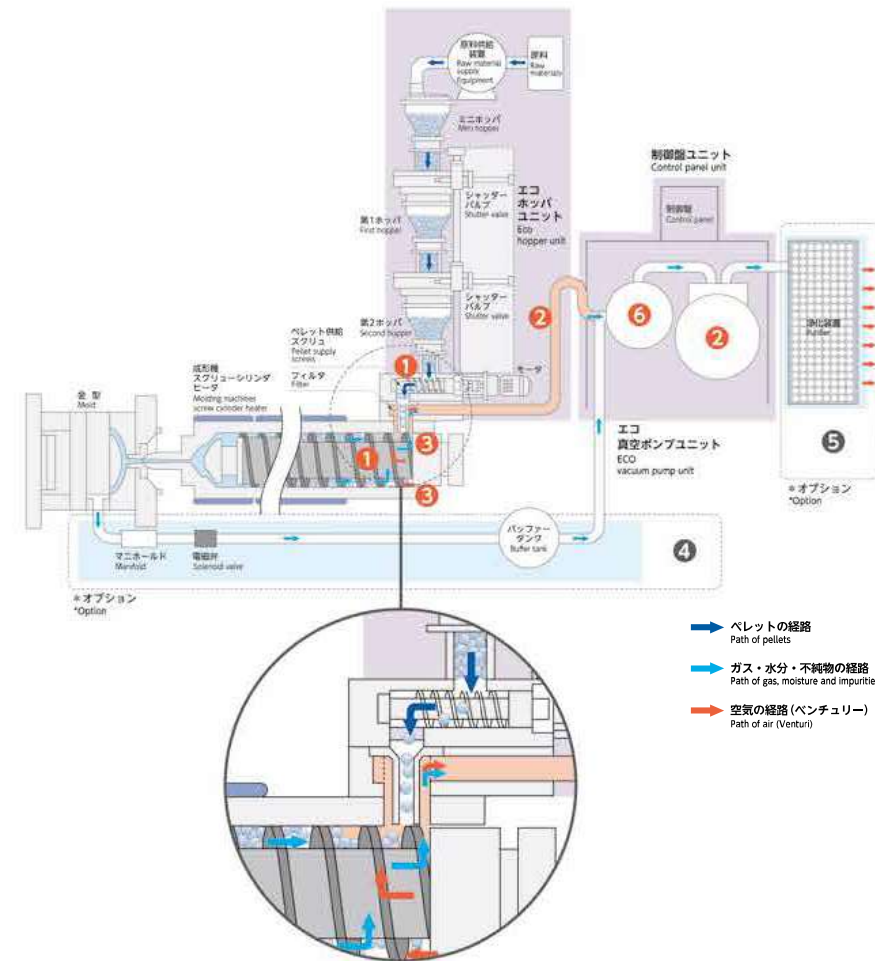 原料供給
装置
Raw material
supply
Equipment
原料
Raw
materials
ミニホッパ
Mini hopper
シャッター
バルブ
Shutter valve
エコ
ホッパ
ユニット
Eco
hopper unit
第1ホッパ
First hopper
シャッター
バルブ
Shutter valve
第2ホッパ
Second hopper
制御盤ユニット
Control panel unit
制御盤
Control panel
2
6
2
浄化装置
Purifier
ペレット供給
スクリュ
Pellet supply
screws
フィルタ
Filter
1
モータ
成形機
スクリューシリンダ
ヒータ
Molding machines
screw cylinder heater
金型
Mold
1
3
3
エコ
真空ポンプユニット
ECO
vacuum pump unit
5
*オプション
*Option
マニホールド
Manifold
電磁弁
Solenoid valve
バッファー
タンク
Buffer tank
4
*オプション
*Option
ペレットの経路
Path of pellets
ガス・水分・不純物の経路
Path of gas, moisture and impuritie
空気の経路(ベンチュリー)
Path of air (Venturi)